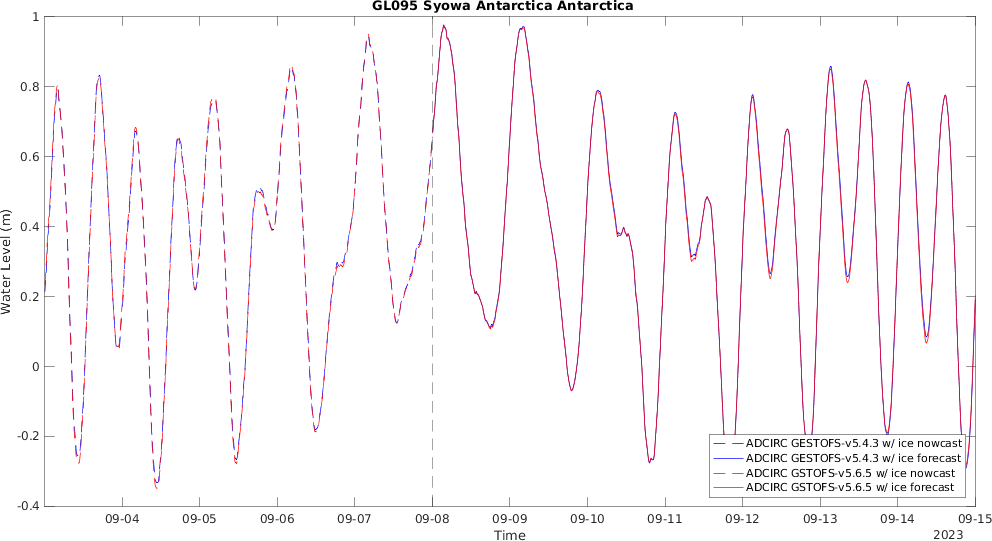 GL095 Syowa Antarctica Antarctica
1
0.8
0.6
0.4
0.2
0
-0.2
-0.4
Water Level (m)
ADCIRC GESTOFS-v5.4.3 w/ ice nowcast
ADCIRC GESTOFS-v5.4.3 w/ ice forecast
ADCIRC GSTOFS-v5.6.5 w/ ice nowcast
ADCIRC GSTOFS-v5.6.5 w/ ice forecast
09-04 09-05 09-06 09-07 09-08 09-09 09-10 09-11 09-12 09-13 09-14 09-15
Time
2023